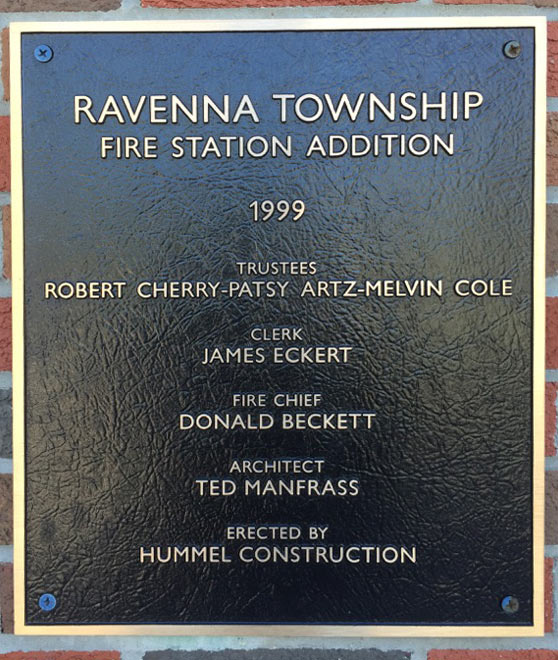 RAVENNA TOWNSHIP
FIRE STATION ADDITION
1999
TRUSTEES
ROBERT CHERRY-PATSY ARTZ-MELVIN COLE
CLERK
JAMES ECKERT
FIRE CHIEF
DONALD BECKETT
ARCHITECT
TED MANFRASS
ERECTED BY
HUMMEL CONSTRUCTION